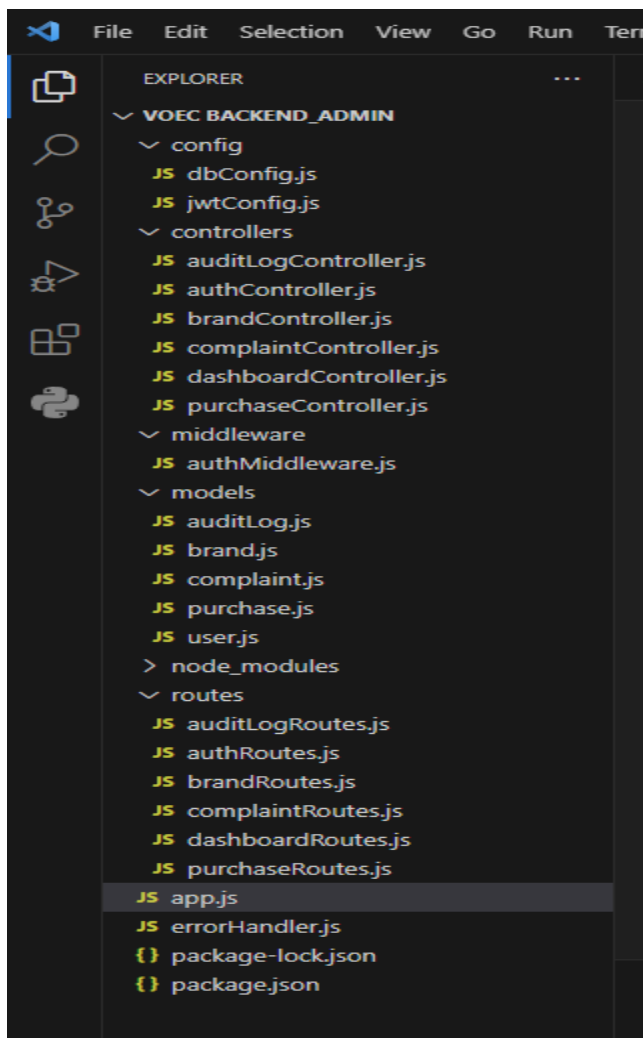 File Edit Selection View Go Run Terr
EXPLORER ...
VOEC BACKEND_ADMIN
config
JS dbConfig.js
JS jwtConfig.js
controllers
JS auditLogController.js
JS authController.js
JS brandController.js
JS complaintController.js
JS dashboardController.js
JS purchaseController.js
middleware
JS authMiddleware.js
models
JS auditLog.js
JS brand.js
JS complaint.js
JS purchase.js
JS user.js
node_modules
routes
JS auditLogRoutes.js
JS authRoutes.js
JS brandRoutes.js
JS complaintRoutes.js
JS dashboardRoutes.js
JS purchaseRoutes.js
JS app.js
JS errorHandler.js
{} package-lock.json
{} package.json